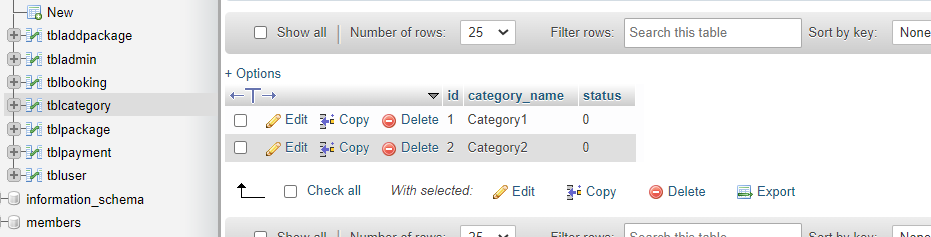 New
tbladdpackage
tbladmin
tblbooking
tblcategory
tblpackage
tblpayment
tbluser
information_schema
members
Show all Number of rows: 25 Filter rows: Search this table Sort by key: None
+ Options
id category_name status
Edit Copy Delete 1 Category1 0
Edit Copy Delete 2 Category2 0
Check all With selected: Edit Copy Delete Export
Show all Number of rows: 25 Filter rows: Search this table Sort by key: None